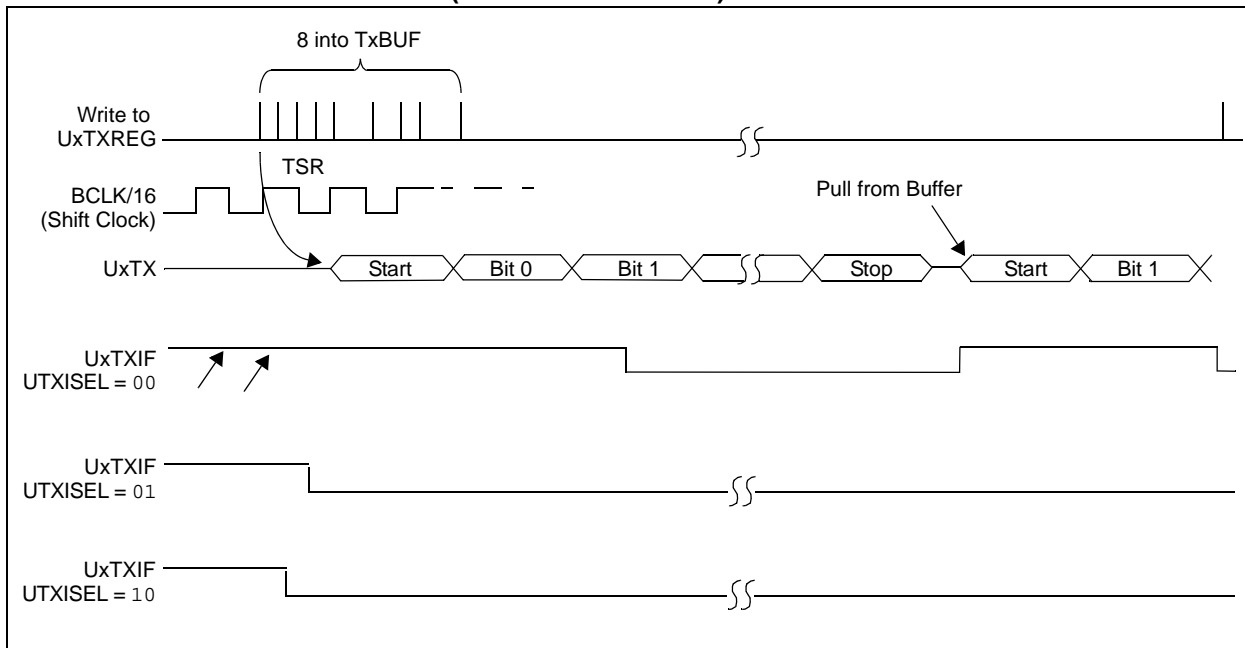 8 into TxBUF
Write to
UxTXREG
TSR
BCLK/16
(Shift Clock)
Pull from Buffer
UxTX
Start
Bit 0
Bit 1
Stop
Start
Bit 1
UxTXIF
UTXISEL = 00
UxTXIF
UTXISEL = 01
UxTXIF
UTXISEL = 10